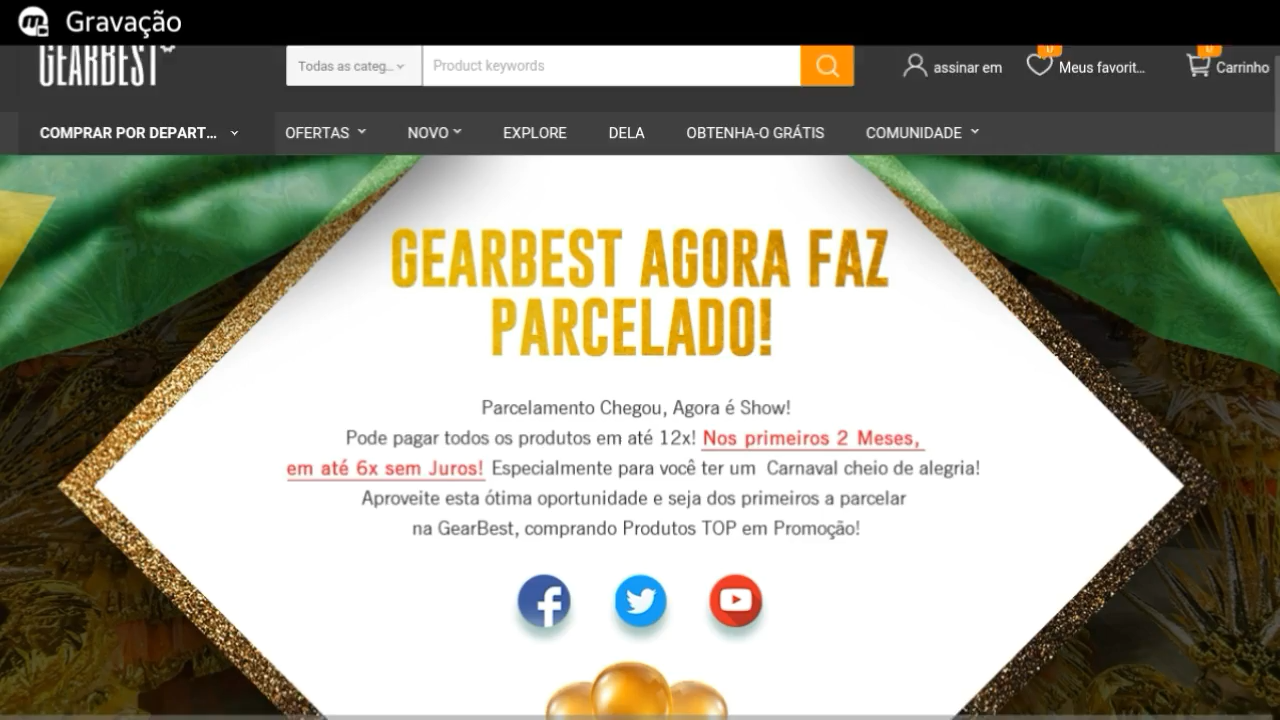 Gravação
GEARBEST
Todas as categ...
Product keywords
assinar em
0
Meus favorit...
0
Carrinho
COMPRAR POR DEPART...
OFERTAS
NOVO
EXPLORE
DELA
OBTENHA-O GRÁTIS
COMUNIDADE
GEARBEST AGORA FAZ
PARCELADO!
Parcelamento Chegou, Agora é Show!
Pode pagar todos os produtos em até 12x! Nos primeiros 2 Meses,
em até 6x sem Juros! Especialmente para você ter um Carnaval cheio de alegria!
Aproveite esta ótima oportunidade e seja dos primeiros a parcelar
na GearBest, comprando Produtos TOP em Promoção!